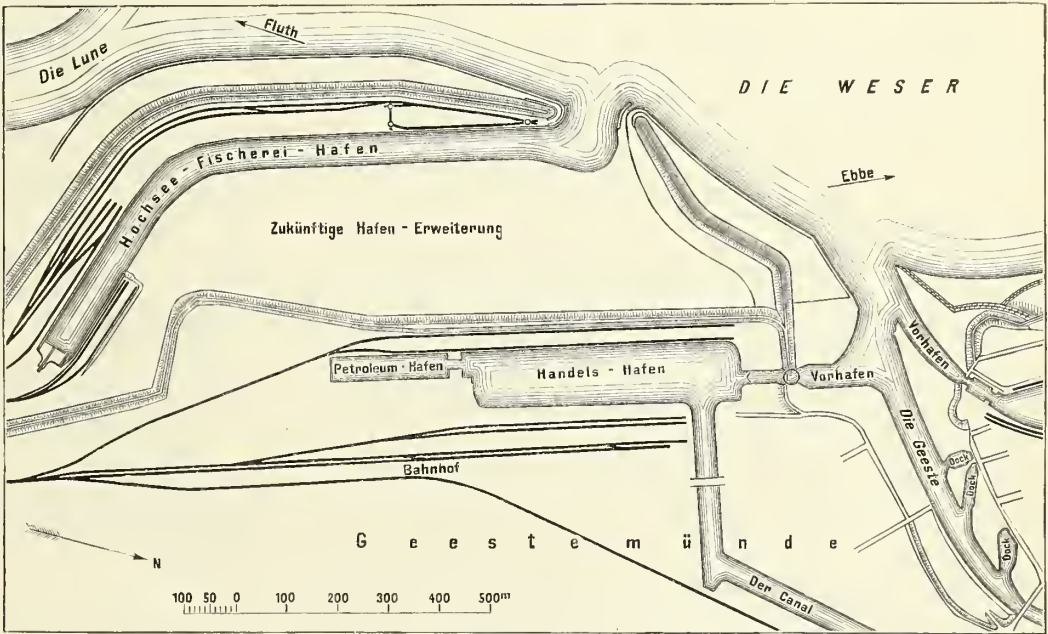 Die Lune
Fluth
DIE WESER
Ebbe
Hochsee - Fischerei - Hafen
Zukünftige Hafen - Erweiterung
Vorhafen
Petroleum - Hafen
Handels - Hafen
Vorhafen
Die Geeste
Dock
Dock
Dock
Bahnhof
Geestemünde
N
Der Canal
100 50 0 100 200 300 400 500m